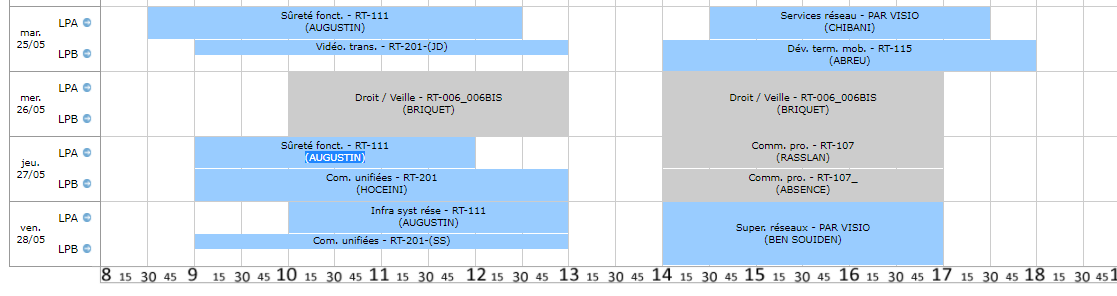 mar.
25/05
LPA
LPB
Sûreté fonct. - RT-111
(AUGUSTIN)
Services réseau - PAR VISIO
(CHIBANI)
Vidéo. trans. - RT-201-(JD)
Dév. term. mob. - RT-115
(ABREU)
mer.
26/05
LPA
LPB
Droit / Veille - RT-006_006BIS
(BRIQUET)
Droit / Veille - RT-006_006BIS
(BRIQUET)
jeu.
27/05
LPA
LPB
Sûreté fonct. - RT-111
(AUGUSTIN)
Comm. pro. - RT-107
(RASSLAN)
Com. unifiées - RT-201
(HOCEINI)
Comm. pro. - RT-107_
(ABSENCE)
ven.
28/05
LPA
LPB
Infra syst rése - RT-111
(AUGUSTIN)
Com. unifiées - RT-201-(SS)
Super. réseaux - PAR VISIO
(BEN SOUIDEN)
8 15 30 45 9 15 30 45 10 15 30 45 11 15 30 45 12 15 30 45 13 15 30 45 14 15 30 45 15 15 30 45 16 15 30 45 17 15 30 45 18 15 30 45